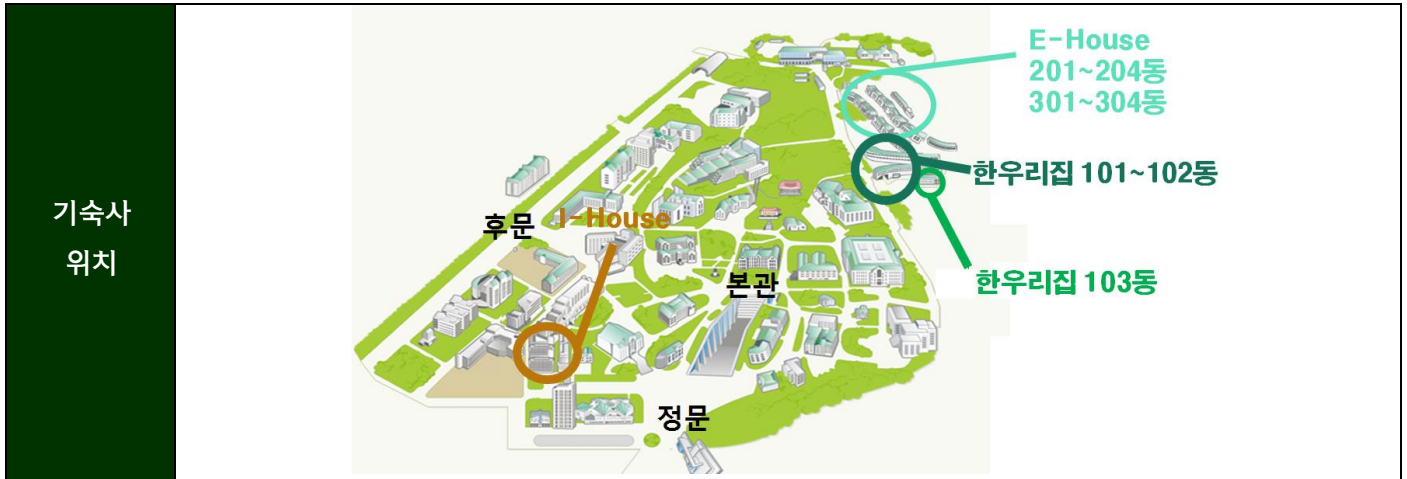 기숙사
위치
E-House
201~204동
301~304동
한우리집 101~102동
후문
I-House
본관
한우리집 103동
정문